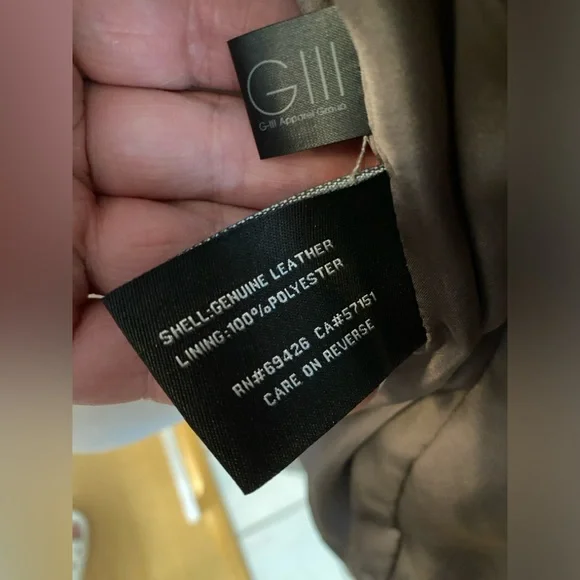 GIII
G-III Apparel Group
SHELL:GENUINE LEATHER
LINING:100%POLYESTER
RN#69426 CA#57151
CARE ON REVERSE